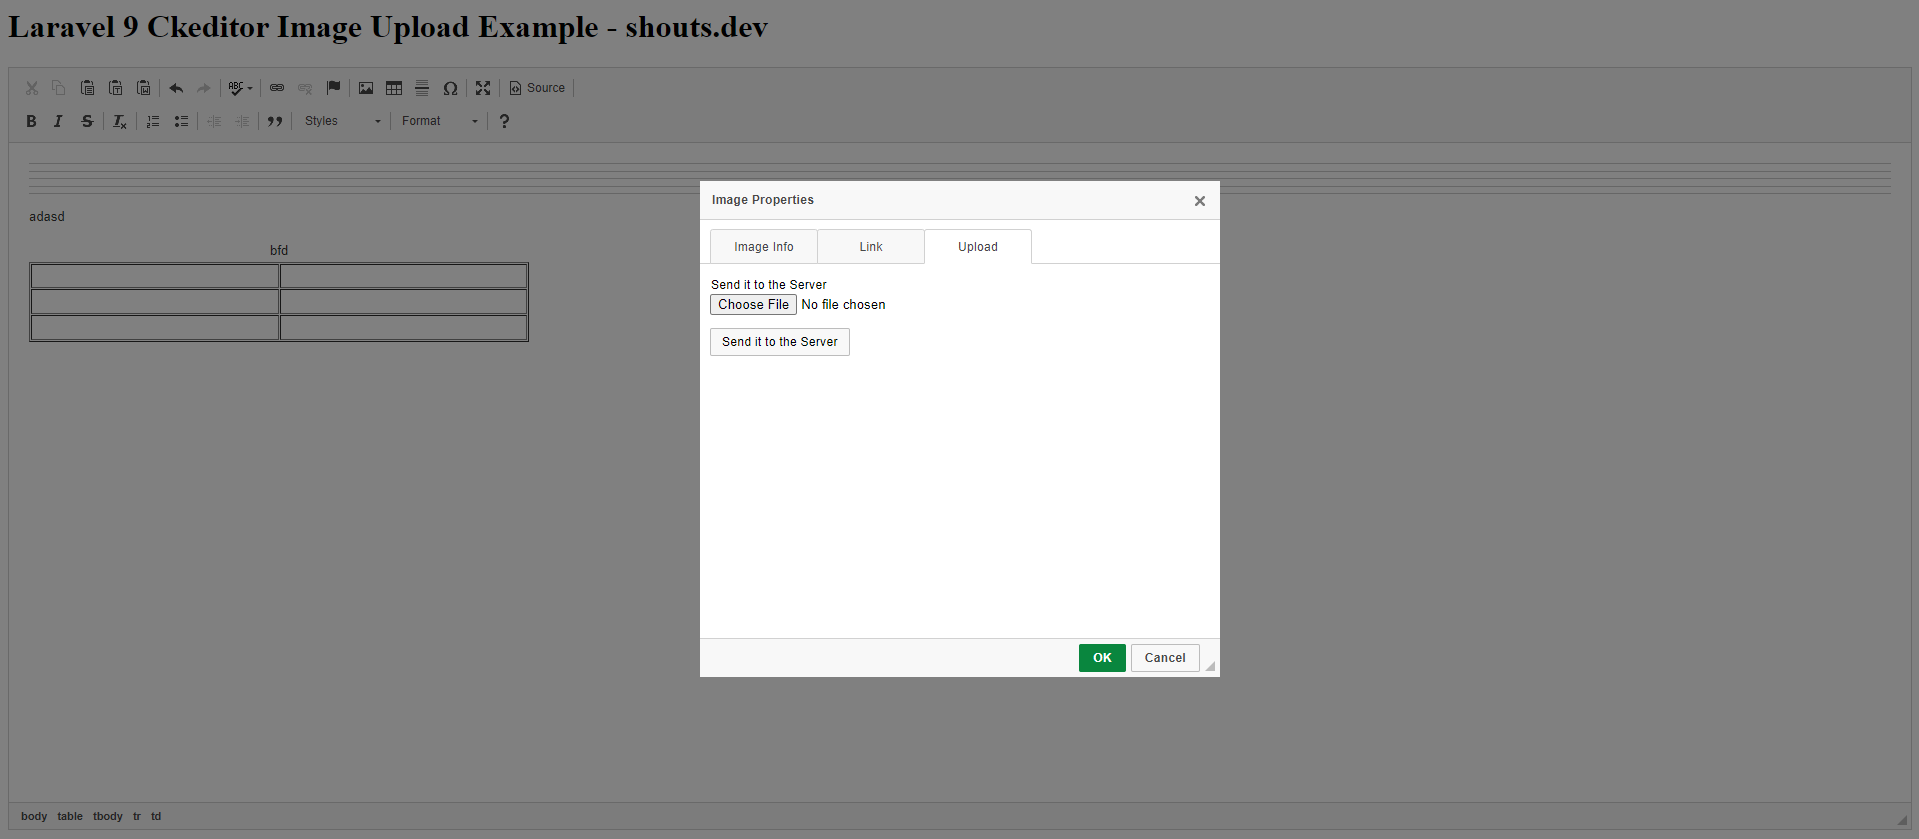 Laravel 9 Ckeditor Image Upload Example - shouts.dev
ABC Ω Source
B I S Tx Styles Format ?
adasd
bfd
Image Properties
Image Info Link Upload
Send it to the Server
Choose File No file chosen
Send it to the Server
OK Cancel
body table tbody tr td